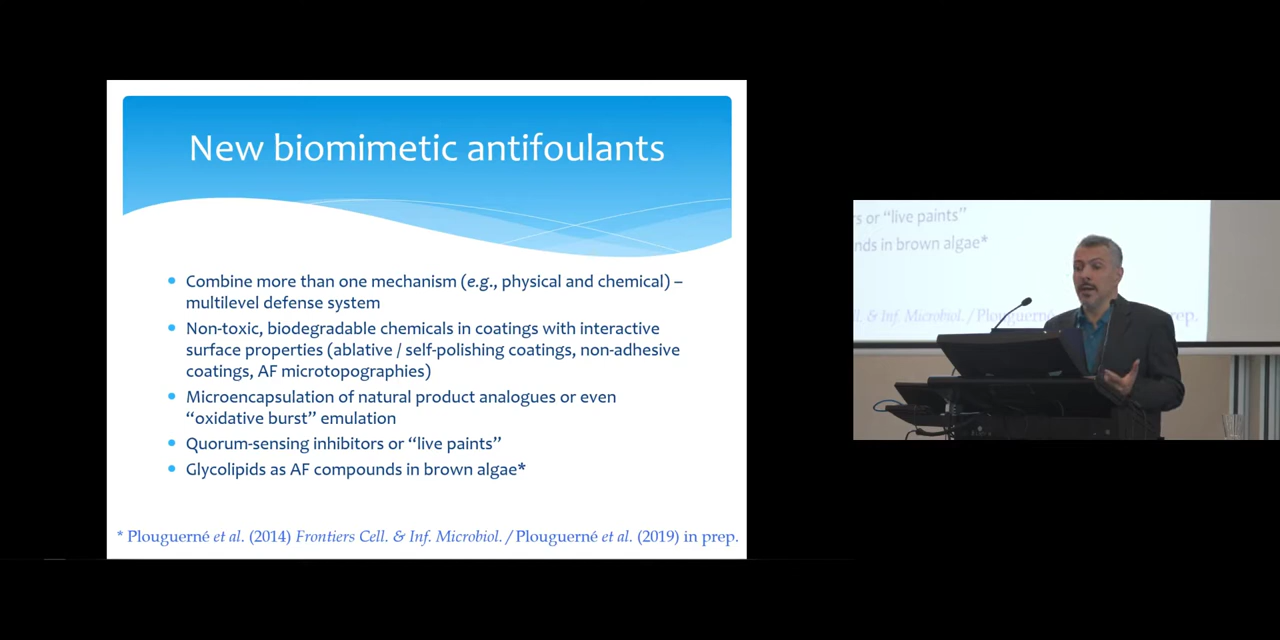 New biomimetic antifoulants
Combine more than one mechanism (e.g., physical and chemical) –
multilevel defense system
Non-toxic, biodegradable chemicals in coatings with interactive
surface properties (ablative / self-polishing coatings, non-adhesive
coatings, AF microtopographies)
Microencapsulation of natural product analogues or even
“oxidative burst” emulation
Quorum-sensing inhibitors or “live paints”
Glycolipids as AF compounds in brown algae*
* Plouguerné et al. (2014) Frontiers Cell. & Inf. Microbiol. / Plouguerné et al. (2019) in prep.
rs or “live paints”
nds in brown algae*
l. & Inf. Microbiol. / Plouguerné prep.